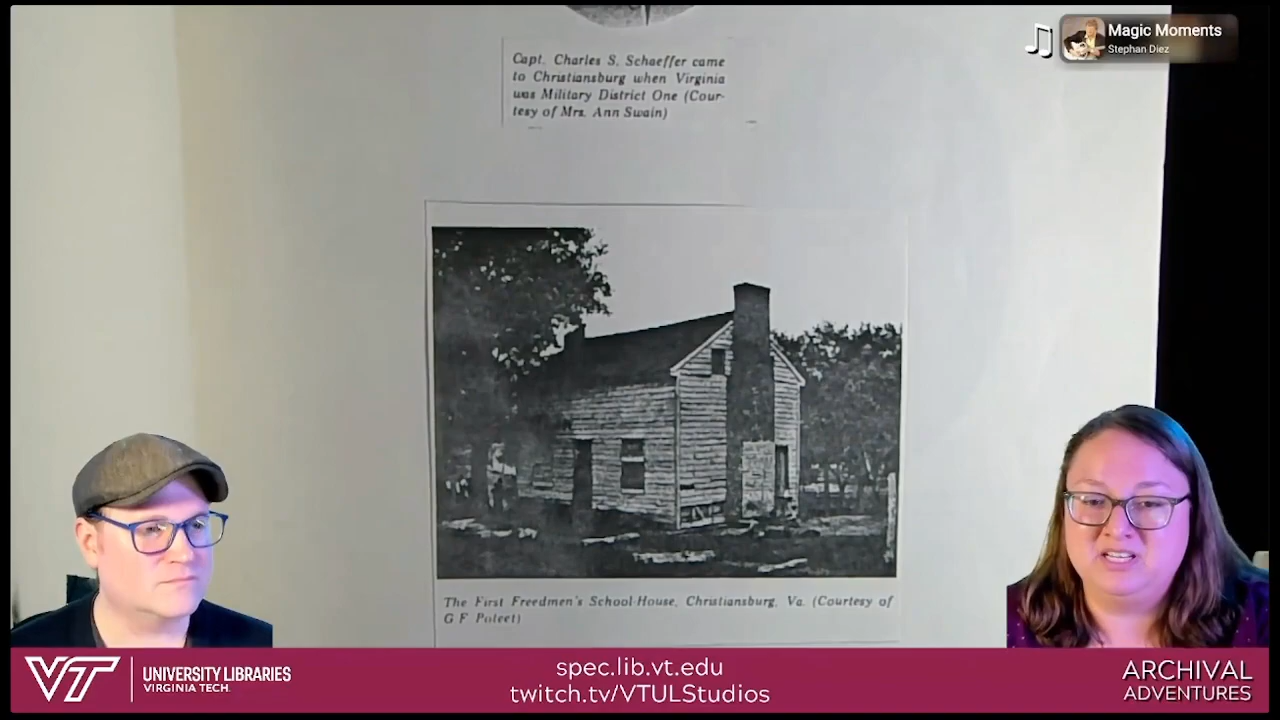 Magic Moments
Stephan Diez
Capt. Charles S. Schaeffer came
to Christiansburg when Virginia
was Military District One (Cour-
tesy of Mrs. Ann Swain)
The First Freedmen's School-House, Christiansburg, Va. (Courtesy of
G F Poteet)
VT
UNIVERSITY LIBRARIES
VIRGINIA TECH.
spec.lib.vt.edu
twitch.tv/VTULStudios
ARCHIVAL
ADVENTURES